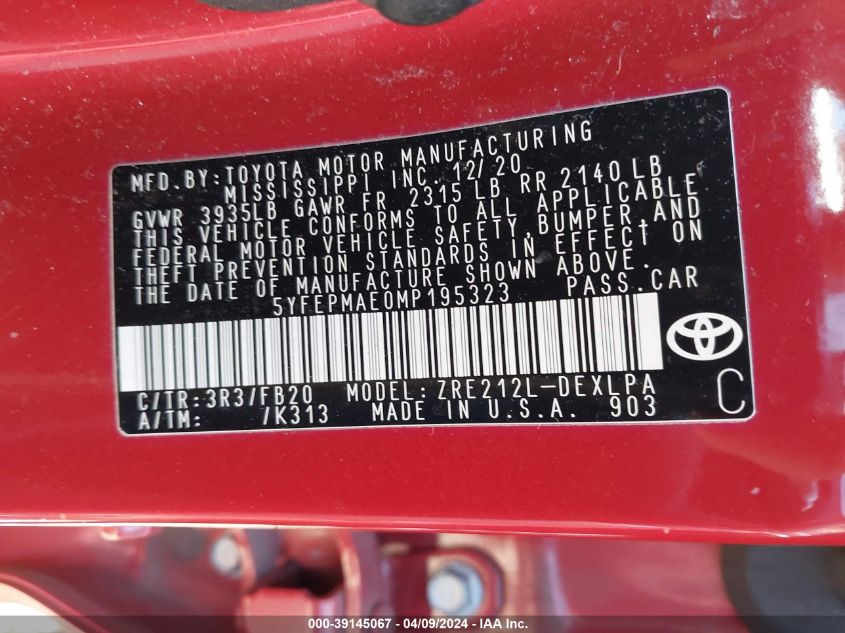 MFD.BY:TOYOTA MOTOR MANUFACTURING
MISSISSIPPI INC. 12/20
GVWR 3935LB GAWR FR 2315 LB RR 2140 LB
THIS VEHICLE CONFORMS TO ALL APPLICABLE
FEDERAL MOTOR VEHICLE SAFETY,BUMPER,AND
THEFT PREVENTION STANDARDS IN EFFECT ON
THE DATE OF MANUFACTURE SHOWN ABOVE.
5YFEPMAE0MP195323 PASS.CAR
C/TR:3R3/FB20 MODEL:ZRE212L-DEXLPA
A/TM: /K313 MADE IN U.S.A. 903
C
000-39145067 - 04/09/2024 - IAAI.COM